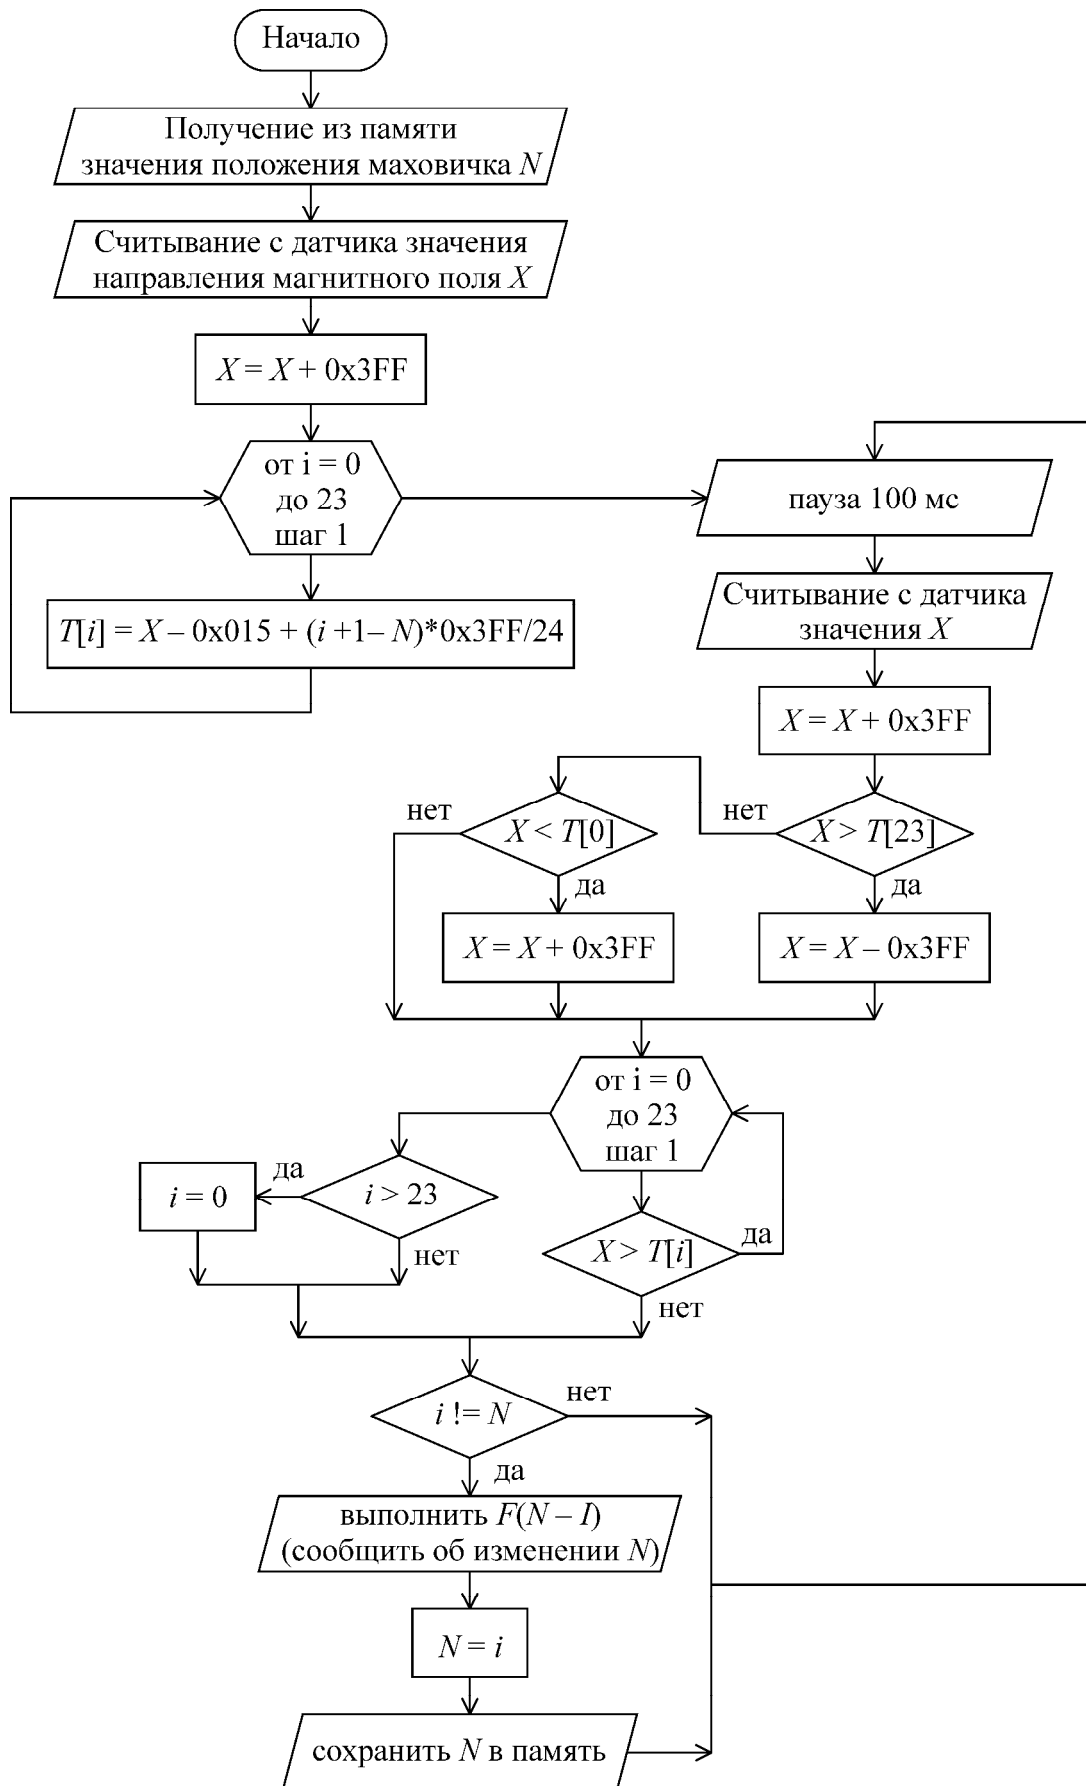 Начало
Получение из памяти
значения положения маховичка N
Считывание с датчика значения
направления магнитного поля X
X = X + 0x3FF
от i = 0
до 23
шаг 1
T[i] = X – 0x015 + (i +1– N)*0x3FF/24
пауза 100 мс
Считывание с датчика
значения X
X = X + 0x3FF
X > T[23]
нет
да
X < T[0]
нет
да
X = X + 0x3FF
X = X – 0x3FF
от i = 0
до 23
шаг 1
i > 23
да
нет
i = 0
X > T[i]
да
нет
i != N
нет
да
выполнить F(N – I)
(сообщить об изменении N)
N = i
сохранить N в память